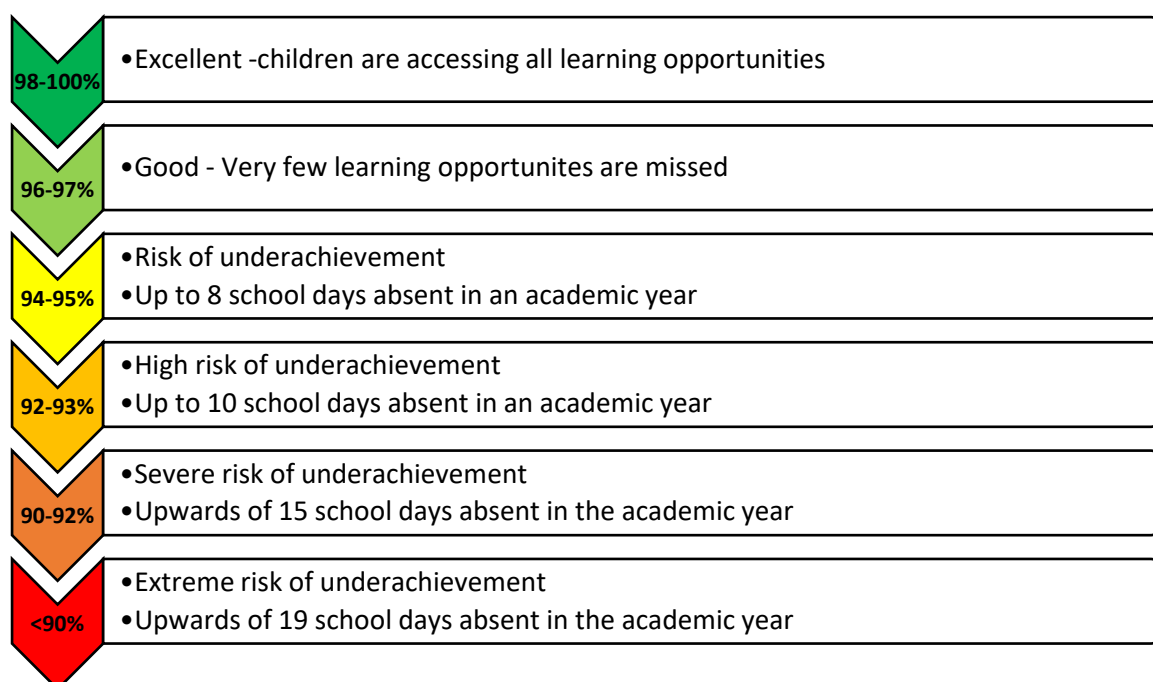 98-100%
•Excellent -children are accessing all learning opportunities
96-97%
•Good - Very few learning opportunites are missed
94-95%
•Risk of underachievement
•Up to 8 school days absent in an academic year
92-93%
•High risk of underachievement
•Up to 10 school days absent in an academic year
90-92%
•Severe risk of underachievement
•Upwards of 15 school days absent in the academic year
<90%
•Extreme risk of underachievement
•Upwards of 19 school days absent in the academic year